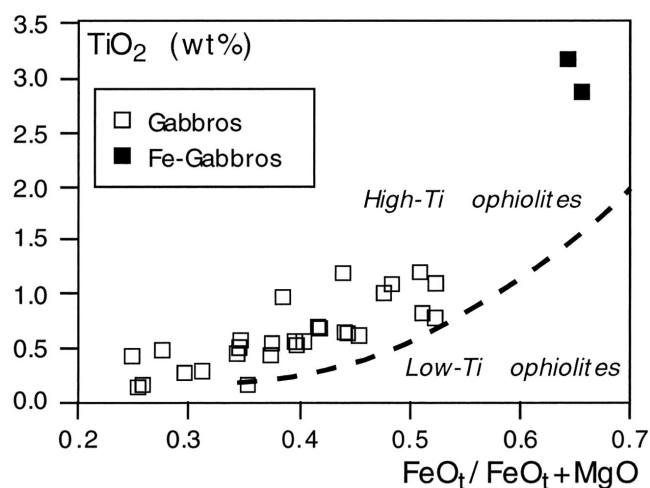 3.5
TiO2 (wt%)
3.0
Gabbros
2.5
Fe-Gabbros
2.0
High-Ti ophiolites
1.5
1.0
0.5
Low-Ti ophiolites
0.0
0.2 0.3 0.4 0.5 0.6 0.7
FeOt/ FeOt+MgO